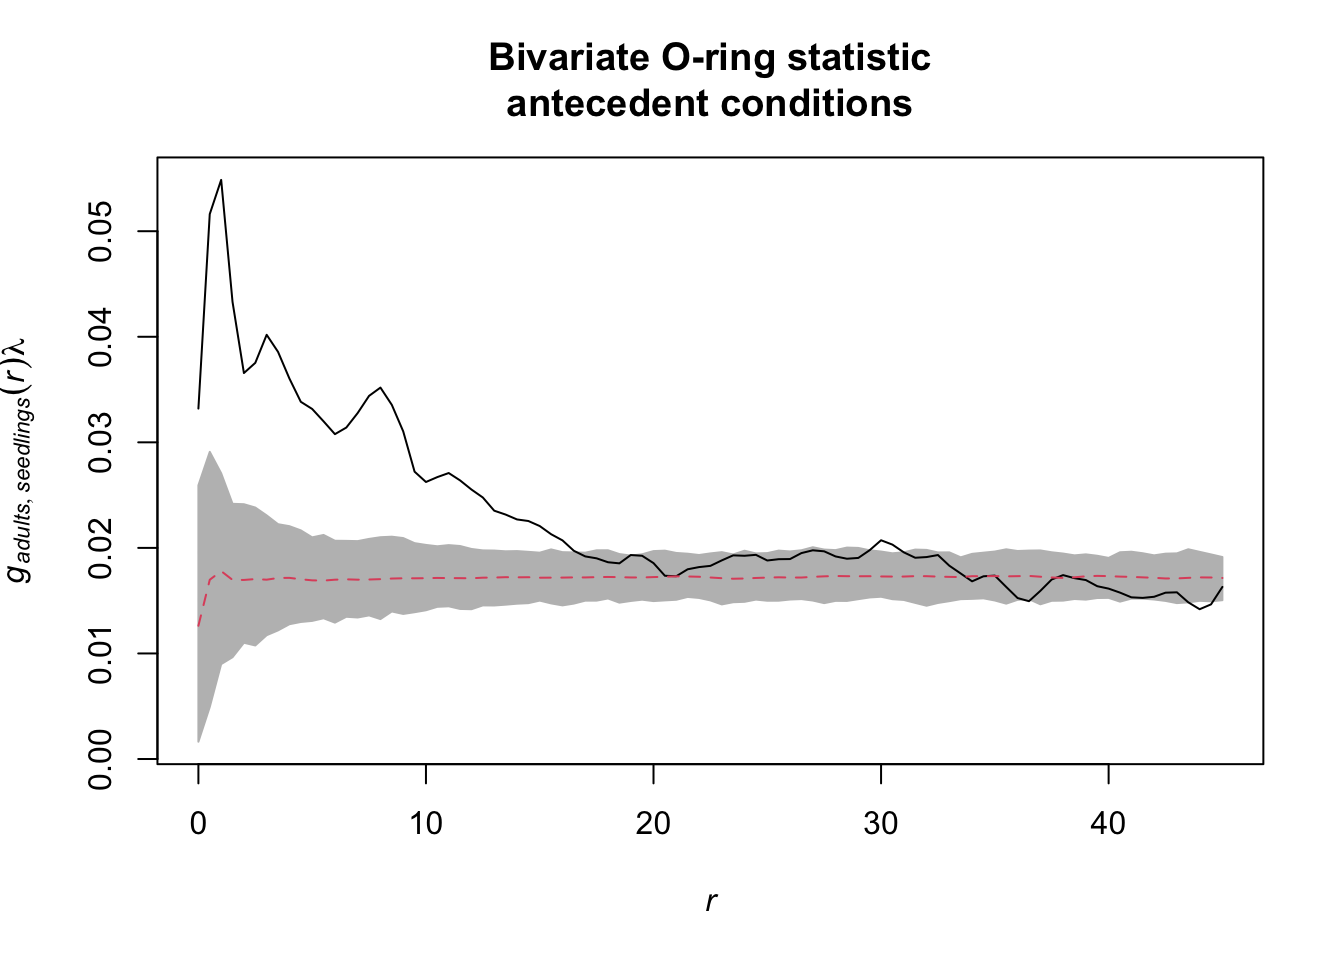 Bivariate O-ring statistic
antecedent conditions
g adults, seedlings (r)λ
0.05
0.04
0.03
0.02
0.01
0.00
0 10 20 30 40
r